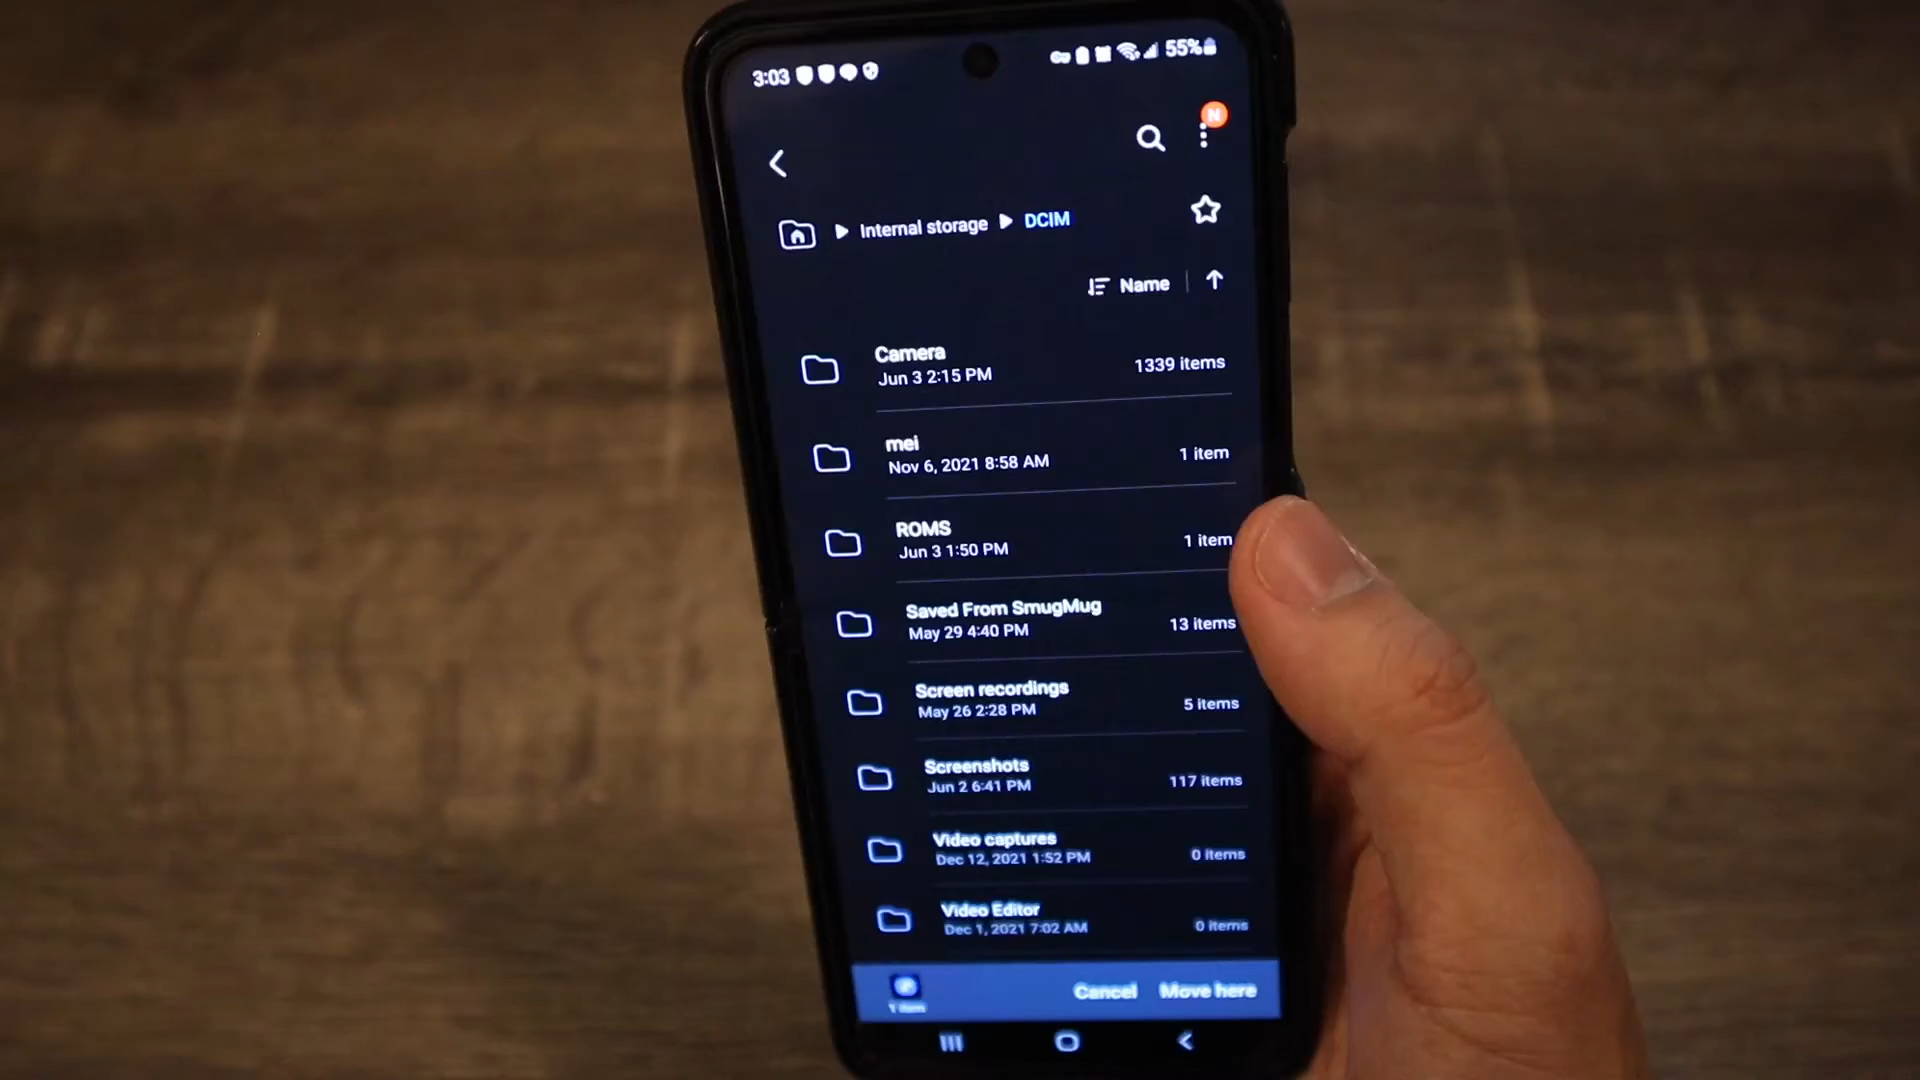 3:03 55%
N
Internal storage DCIM
Name
Camera
Jun 3 2:15 PM
1339 items
mei
Nov 6, 2021 8:58 AM
1 item
ROMS
Jun 3 1:50 PM
1 item
Saved From SmugMug
May 29 4:40 PM
13 items
Screen recordings
May 26 2:28 PM
5 items
Screenshots
Jun 2 6:41 PM
117 items
Video captures
Dec 12, 2021 1:52 PM
0 items
Video Editor
Dec 1, 2021 7:02 AM
0 items
1 item
Cancel Move here